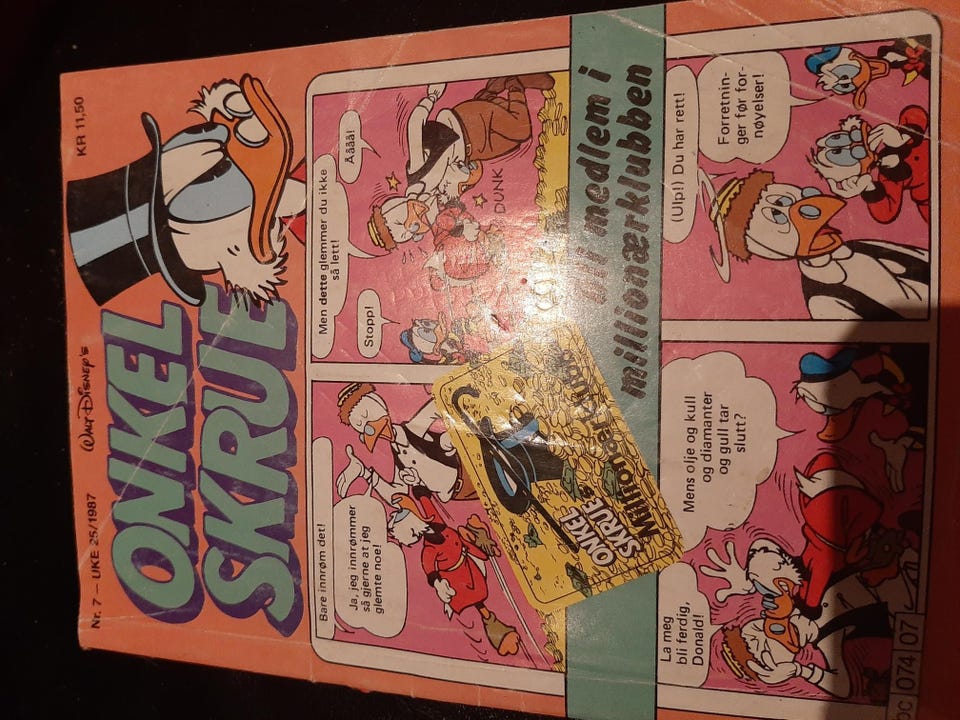 Nr. 7 – UKE 25/1987
WALT DISNEY'S
KR 11,50
ONKEL
SKRUE
Bare innrøm det!
Ja, jeg innrømmer
så gjerne at jeg
glemte noe!
Men dette glemmer du ikke
så lett!
Åååå!
Stopp!
DUNK
Bli medlem i
millionærklubben
ONKEL
SKRUE's
La meg
bli ferdig,
Donald!
Mens olje og kull
og diamanter
og gull tar
slutt?
(Ulp!) Du har rett!
Forretnin-
ger før for-
nøyelser!
074 07